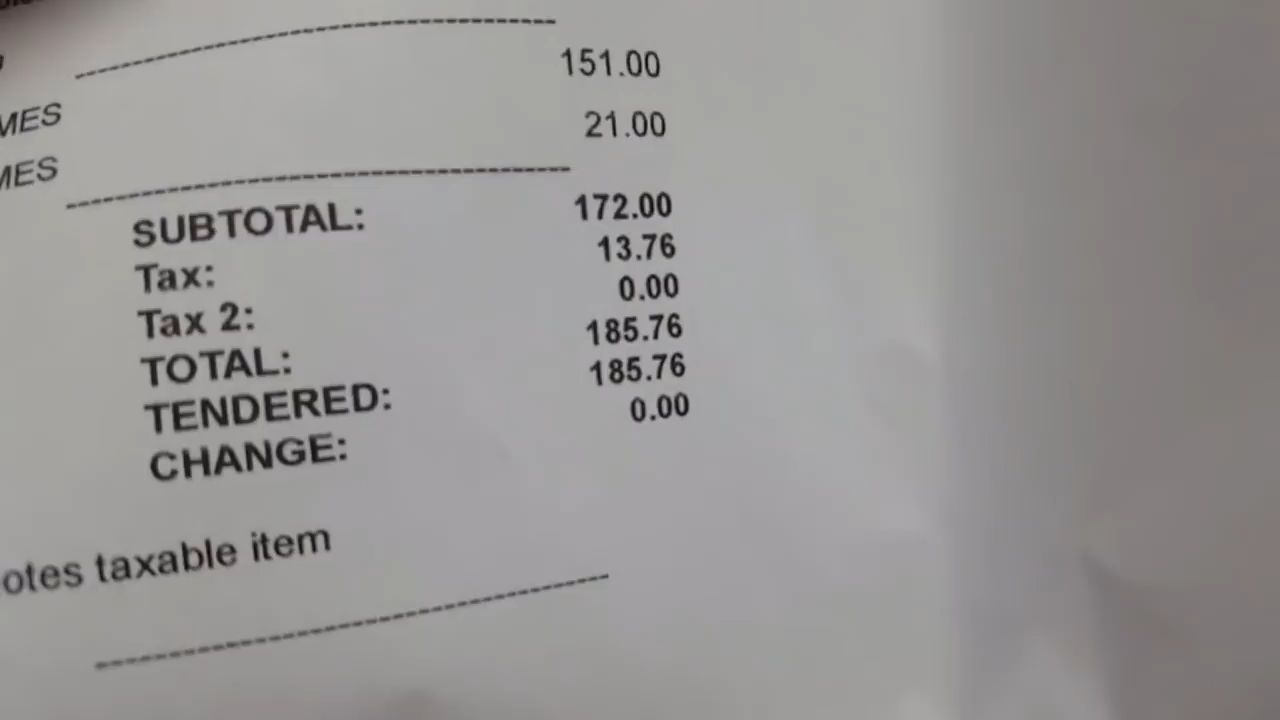 151.00
MES 21.00
MES
SUBTOTAL: 172.00
Tax: 13.76
Tax 2: 0.00
TOTAL: 185.76
TENDERED: 185.76
CHANGE: 0.00
otes taxable item